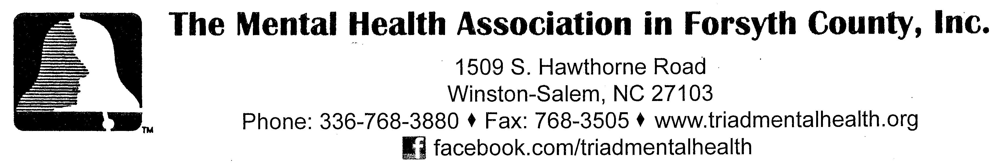 The Mental Health Association in Forsyth County, Inc.
1509 S. Hawthorne Road
Winston-Salem, NC 27103
Phone: 336-768-3880 ♦ Fax: 768-3505 ♦ www.triadmentalhealth.org
f facebook.com/triadmentalhealth
TM